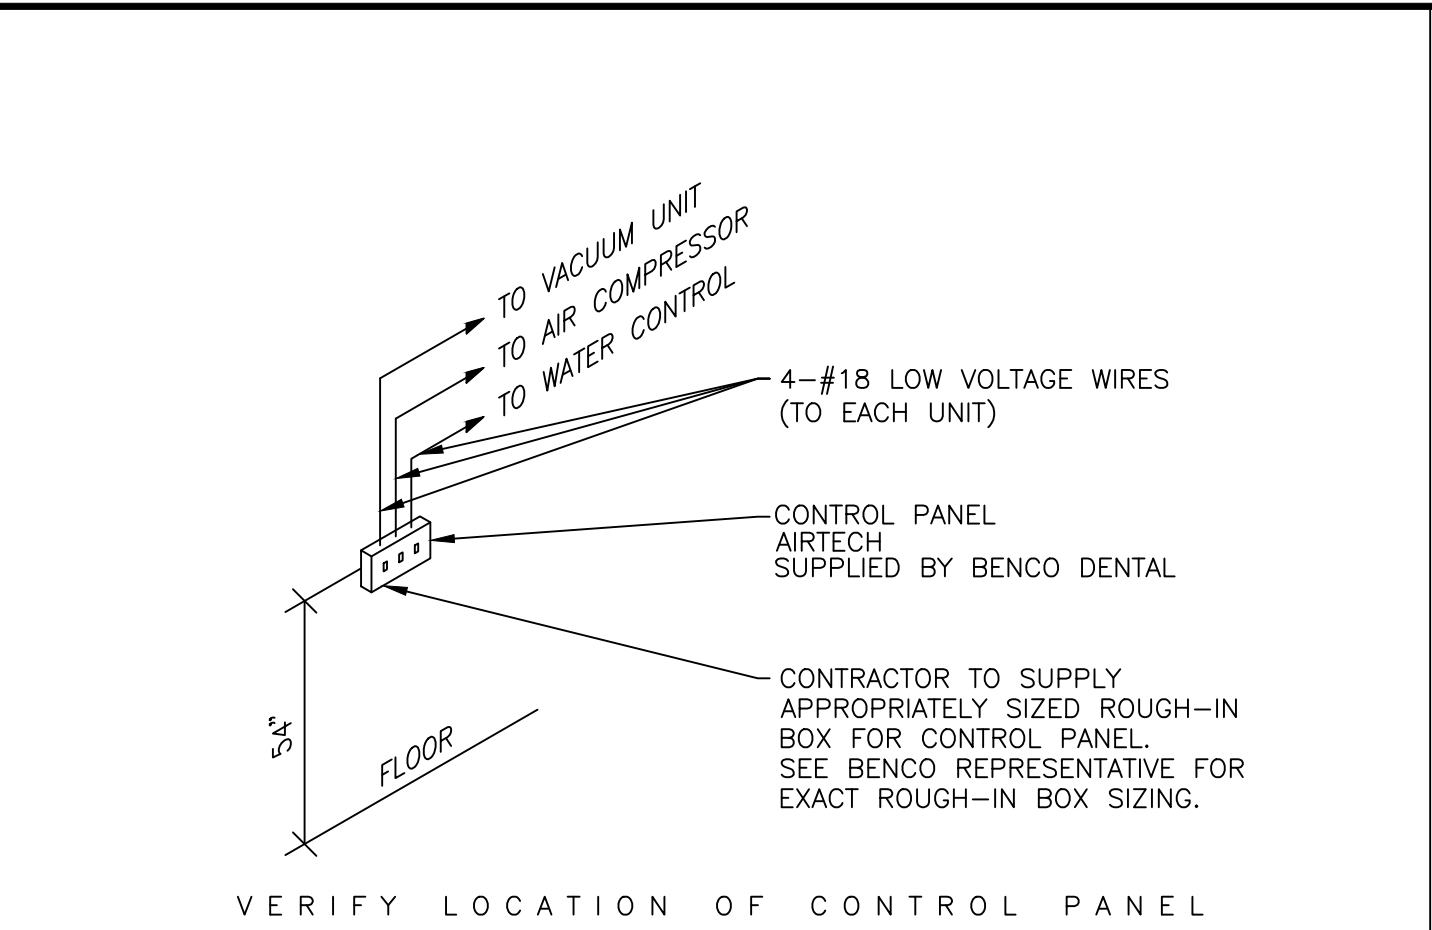 TO VACUUM UNIT
TO AIR COMPRESSOR
TO WATER CONTROL
4-#18 LOW VOLTAGE WIRES
(TO EACH UNIT)
CONTROL PANEL
AIRTECH
SUPPLIED BY BENCO DENTAL
CONTRACTOR TO SUPPLY
APPROPRIATELY SIZED ROUGH-IN
BOX FOR CONTROL PANEL.
SEE BENCO REPRESENTATIVE FOR
EXACT ROUGH-IN BOX SIZING.
54"
FLOOR
VERIFY LOCATION OF CONTROL PANEL